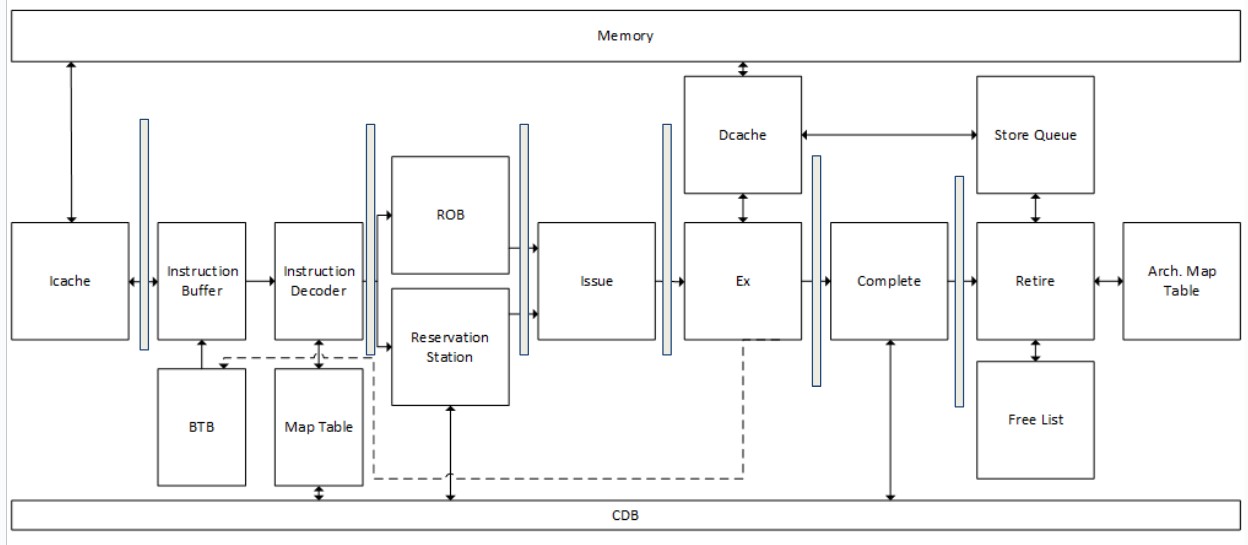 Memory
Dcache
Store Queue
ROB
Icache
Instruction
Buffer
Instruction
Decoder
Issue
Ex
Complete
Retire
Arch. Map
Table
Reservation
Station
BTB
Map Table
Free List
CDB